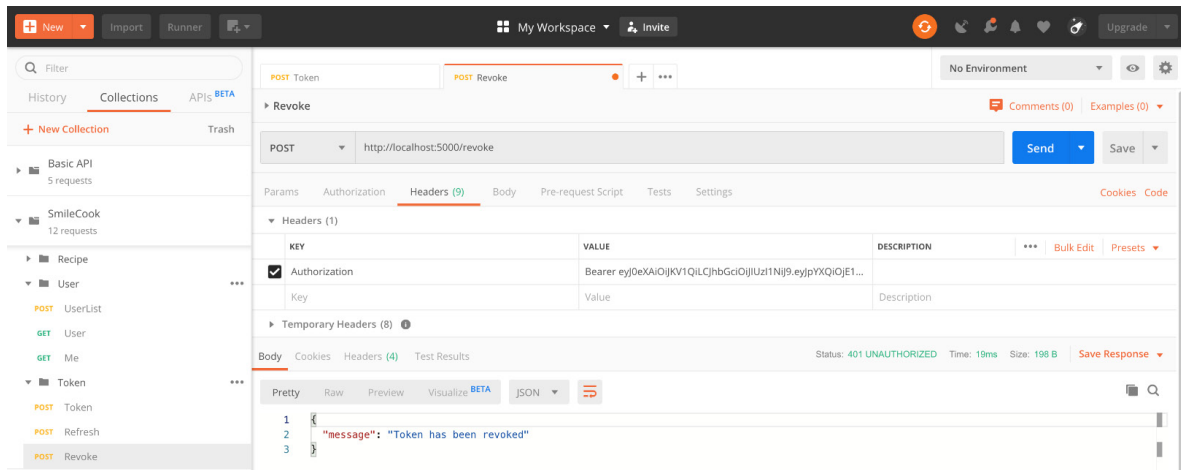 New Import Runner My Workspace Invite Upgrade
Filter
History Collections APIs BETA
+ New Collection Trash
Basic API
5 requests
SmileCook
12 requests
Recipe
User
POST UserList
GET User
GET Me
Token
POST Token
POST Refresh
POST Revoke
POST Token POST Revoke + ••• No Environment
Revoke Comments (0) Examples (0)
POST http://localhost:5000/revoke Send Save
Params Authorization Headers (9) Body Pre-request Script Tests Settings Cookies Code
Headers (1)
KEY VALUE DESCRIPTION ••• Bulk Edit Presets
Authorization Bearer eyJ0eXAiOiJKV1QiLCJhbGciOiJIUzI1NiJ9.eyJpYXQiOjE1...
Key Value Description
Temporary Headers (8)
Body Cookies Headers (4) Test Results Status: 401 UNAUTHORIZED Time: 19ms Size: 198 B Save Response
Pretty Raw Preview Visualize BETA JSON
1 {
2 "message": "Token has been revoked"
3 }